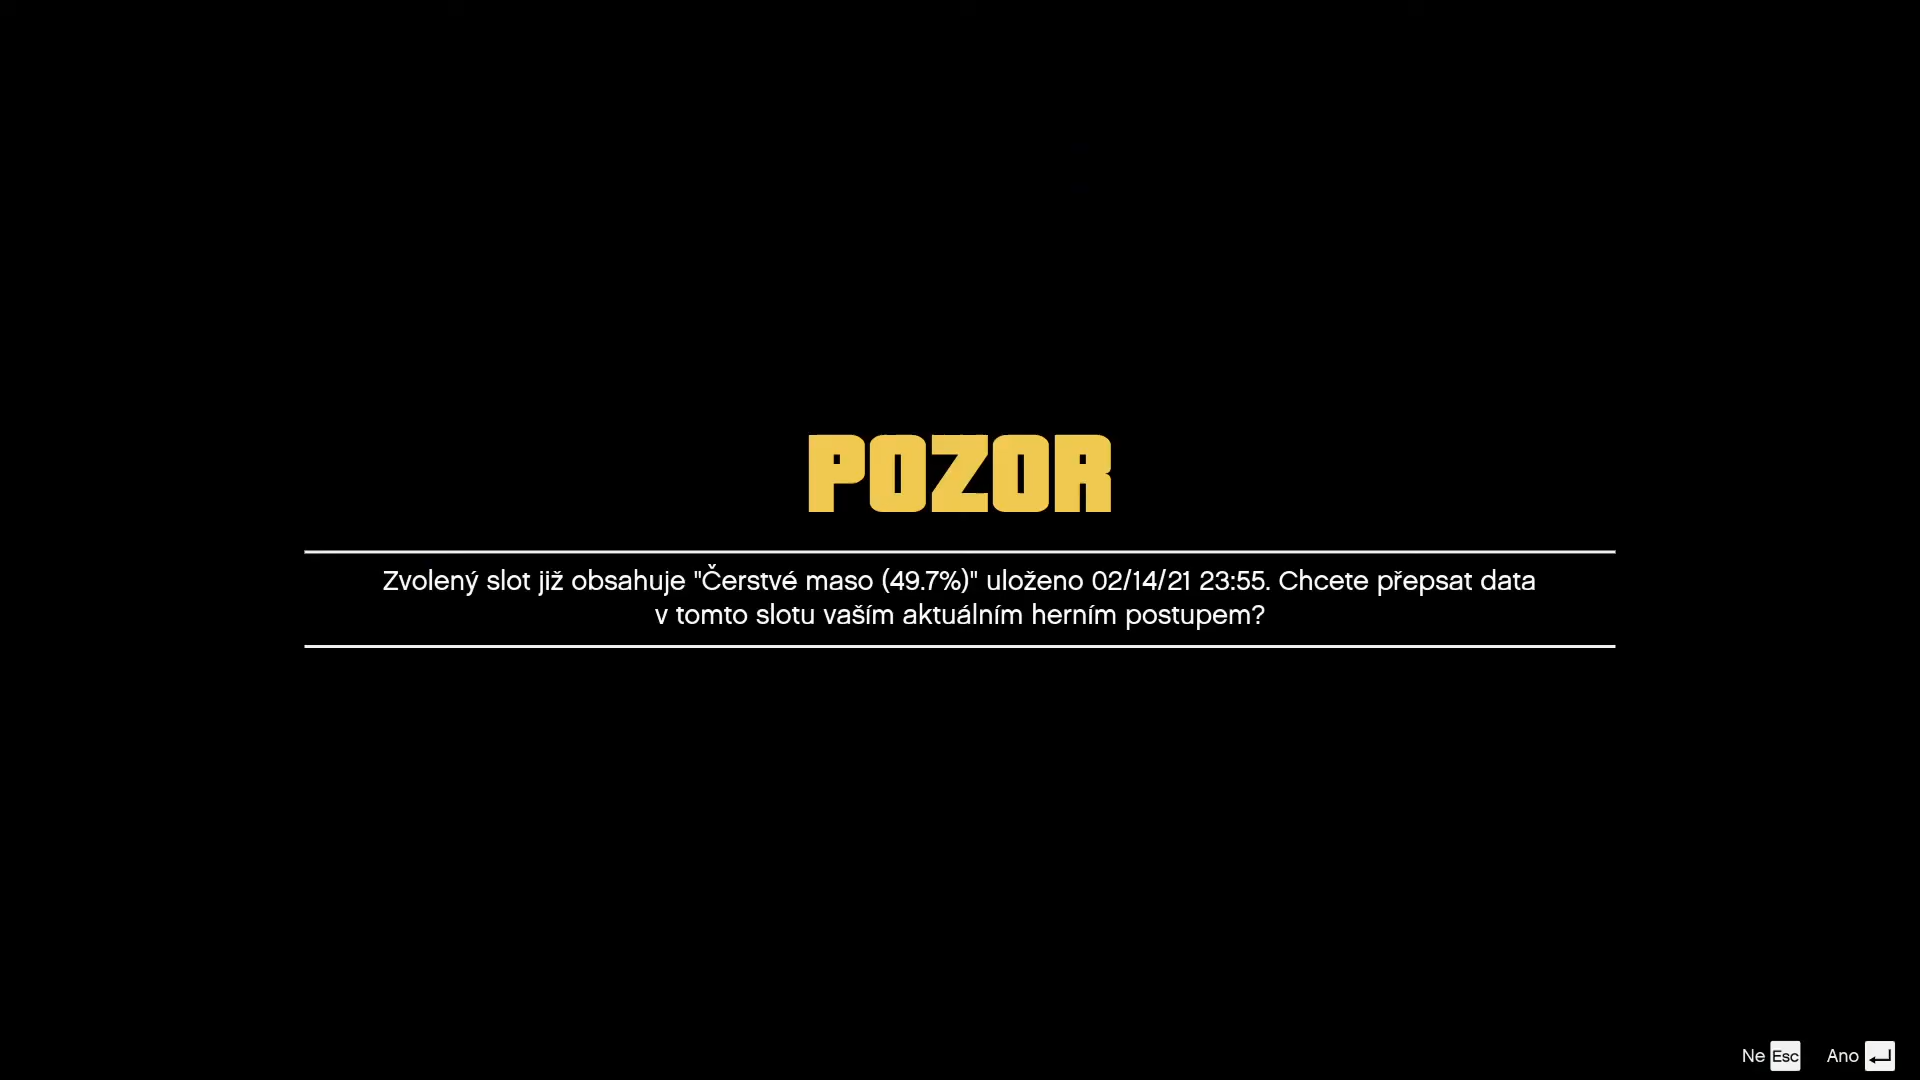 POZOR
Zvolený slot již obsahuje "Čerstvé maso (49.7%)" uloženo 02/14/21 23:55. Chcete přepsat data
v tomto slotu vaším aktuálním herním postupem?
Ne Esc Ano